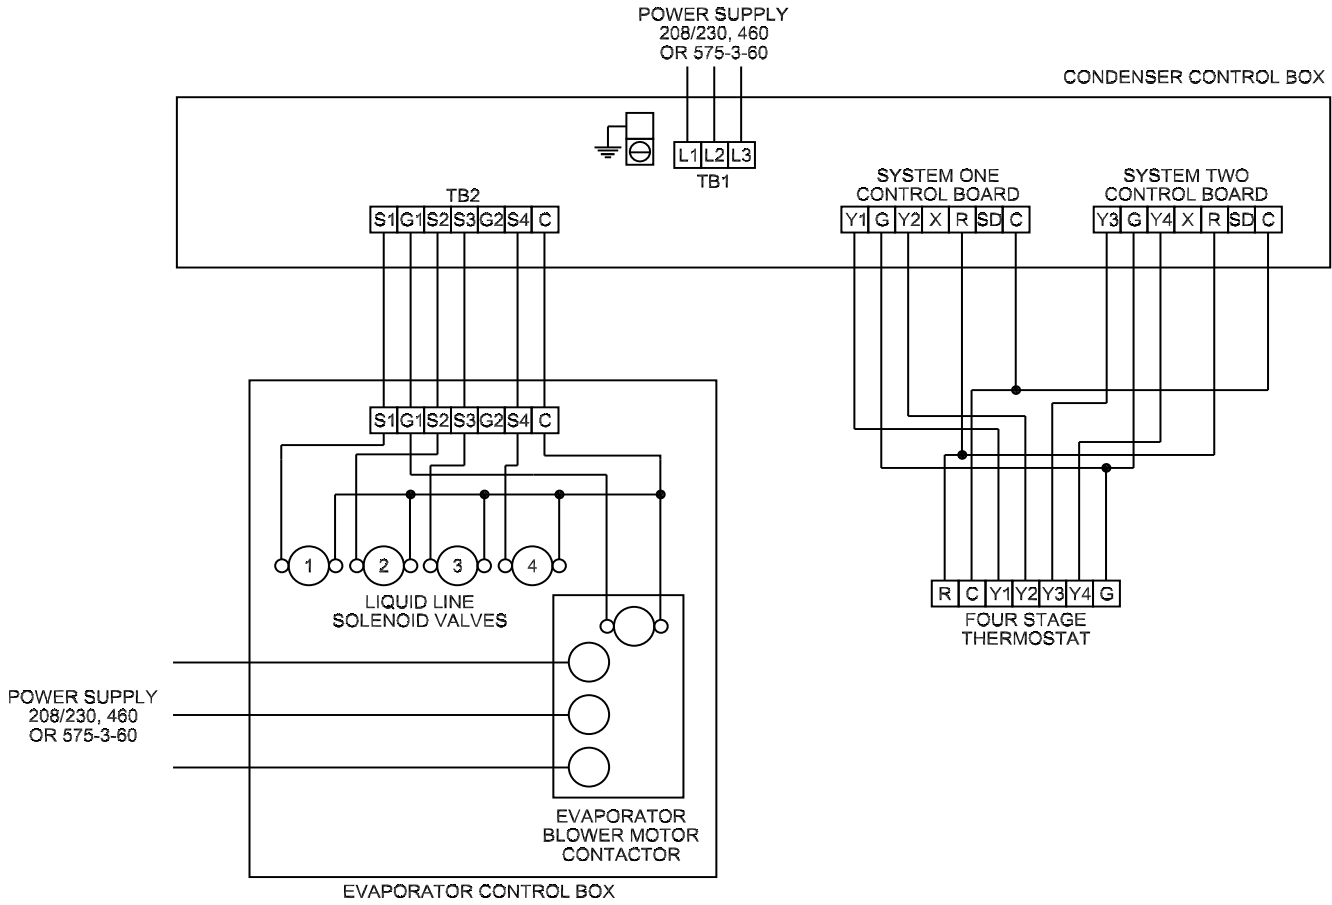 POWER SUPPLY
208/230, 460
OR 575-3-60
CONDENSER CONTROL BOX
L1 L2 L3
TB1
TB2
S1 G1 S2 S3 G2 S4 C
SYSTEM ONE
CONTROL BOARD
Y1 G Y2 X R SD C
SYSTEM TWO
CONTROL BOARD
Y3 G Y4 X R SD C
S1 G1 S2 S3 G2 S4 C
1 2 3 4
LIQUID LINE
SOLENOID VALVES
R C Y1 Y2 Y3 Y4 G
FOUR STAGE
THERMOSTAT
POWER SUPPLY
208/230, 460
OR 575-3-60
EVAPORATOR
BLOWER MOTOR
CONTACTOR
EVAPORATOR CONTROL BOX